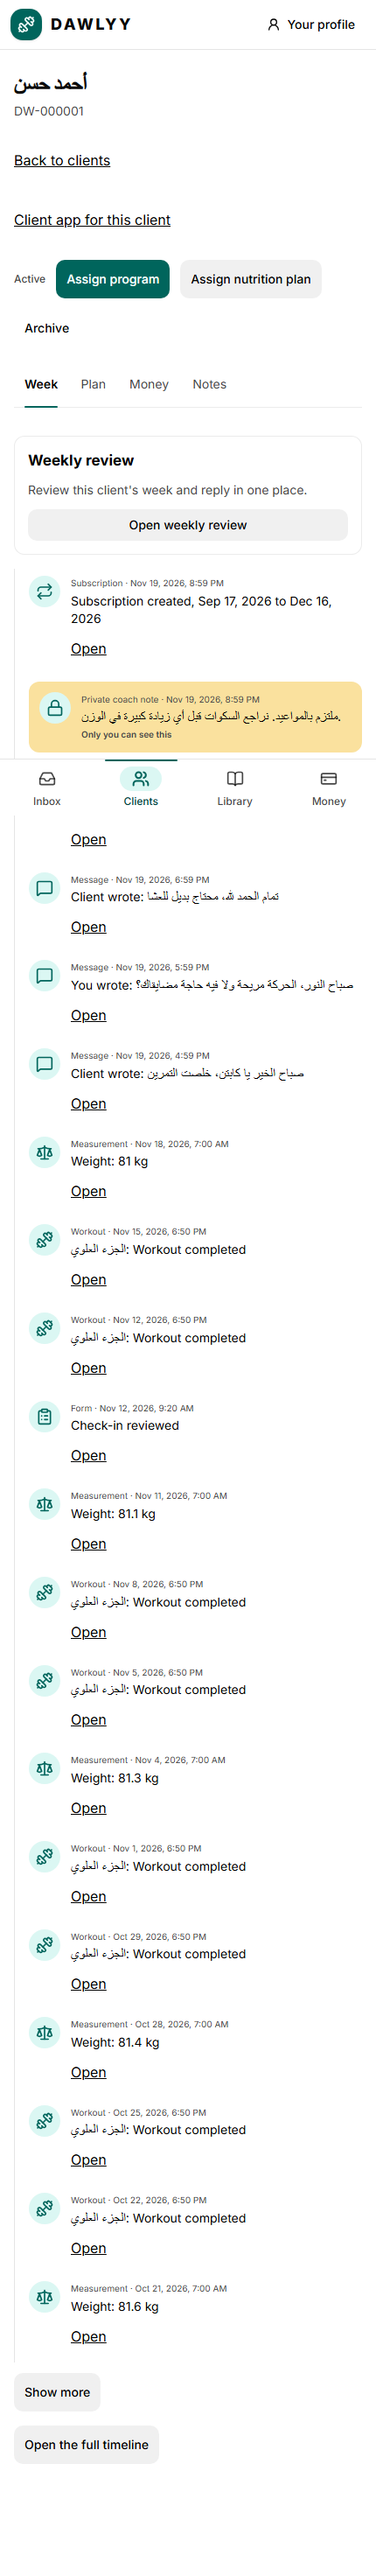 DAWLYY
Your profile
أحمد حسن
DW-000001
Back to clients
Client app for this client
Active
Assign program
Assign nutrition plan
Archive
Week
Plan
Money
Notes
Weekly review
Review this client's week and reply in one place.
Open weekly review
Subscription · Nov 19, 2026, 8:59 PM
Subscription created, Sep 17, 2026 to Dec 16,
2026
Open
Private coach note · Nov 19, 2026, 8:59 PM
ملتزم بالمواعيد. نراجع السكوات قبل أي زيادة كبيرة في الوزن.
Only you can see this
Inbox
Clients
Library
Money
Open
Message · Nov 19, 2026, 6:59 PM
Client wrote: تمام الحمد لله، محتاج بديل للعشا
Open
Message · Nov 19, 2026, 5:59 PM
You wrote: صباح النور، الحركة مريحة ولا فيه حاجة مضايقاك؟
Open
Message · Nov 19, 2026, 4:59 PM
Client wrote: صباح الخير يا كابتن، خلصت التمرين
Open
Measurement · Nov 18, 2026, 7:00 AM
Weight: 81 kg
Open
Workout · Nov 15, 2026, 6:50 PM
الجزء العلوي: Workout completed
Open
Workout · Nov 12, 2026, 6:50 PM
الجزء العلوي: Workout completed
Open
Form · Nov 12, 2026, 9:20 AM
Check-in reviewed
Open
Measurement · Nov 11, 2026, 7:00 AM
Weight: 81.1 kg
Open
Workout · Nov 8, 2026, 6:50 PM
الجزء العلوي: Workout completed
Open
Workout · Nov 5, 2026, 6:50 PM
الجزء العلوي: Workout completed
Open
Measurement · Nov 4, 2026, 7:00 AM
Weight: 81.3 kg
Open
Workout · Nov 1, 2026, 6:50 PM
الجزء العلوي: Workout completed
Open
Workout · Oct 29, 2026, 6:50 PM
الجزء العلوي: Workout completed
Open
Measurement · Oct 28, 2026, 7:00 AM
Weight: 81.4 kg
Open
Workout · Oct 25, 2026, 6:50 PM
الجزء العلوي: Workout completed
Open
Workout · Oct 22, 2026, 6:50 PM
الجزء العلوي: Workout completed
Open
Measurement · Oct 21, 2026, 7:00 AM
Weight: 81.6 kg
Open
Show more
Open the full timeline